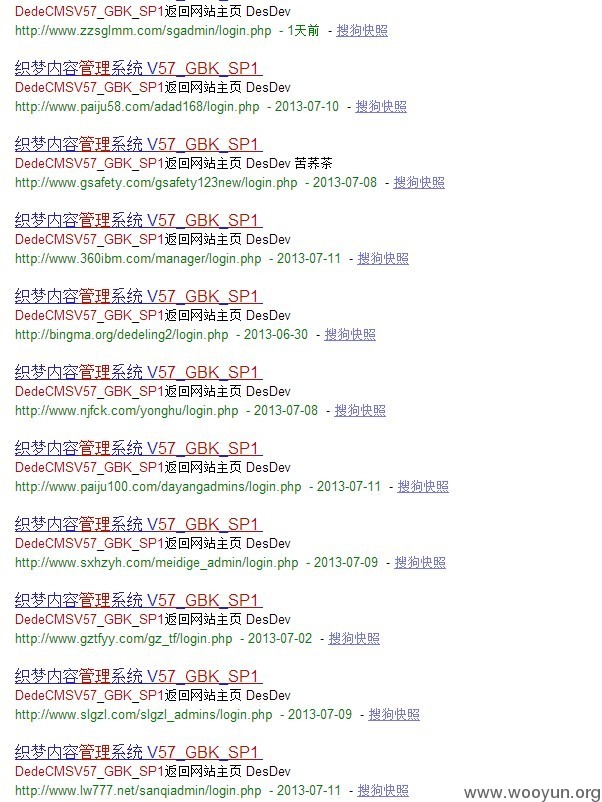 DedeCMSV57_GBK_SP1返回网站主页 DesDev
http://www.zzsglmm.com/sgadmin/login.php - 1天前 - 搜狗快照
织梦内容管理系统 V57_GBK_SP1
DedeCMSV57_GBK_SP1返回网站主页 DesDev
http://www.paiju58.com/adad168/login.php - 2013-07-10 - 搜狗快照
织梦内容管理系统 V57_GBK_SP1
DedeCMSV57_GBK_SP1返回网站主页 DesDev 苦荞茶
http://www.gsafety.com/gsafety123new/login.php - 2013-07-08 - 搜狗快照
织梦内容管理系统 V57_GBK_SP1
DedeCMSV57_GBK_SP1返回网站主页 DesDev
http://www.360ibm.com/manager/login.php - 2013-07-11 - 搜狗快照
织梦内容管理系统 V57_GBK_SP1
DedeCMSV57_GBK_SP1返回网站主页 DesDev
http://bingma.org/dedeling2/login.php - 2013-06-30 - 搜狗快照
织梦内容管理系统 V57_GBK_SP1
DedeCMSV57_GBK_SP1返回网站主页 DesDev
http://www.njfck.com/yonghu/login.php - 2013-07-08 - 搜狗快照
织梦内容管理系统 V57_GBK_SP1
DedeCMSV57_GBK_SP1返回网站主页 DesDev
http://www.paiju100.com/dayangadmins/login.php - 2013-07-11 - 搜狗快照
织梦内容管理系统 V57_GBK_SP1
DedeCMSV57_GBK_SP1返回网站主页 DesDev
http://www.sxhzyh.com/meidige_admin/login.php - 2013-07-09 - 搜狗快照
织梦内容管理系统 V57_GBK_SP1
DedeCMSV57_GBK_SP1返回网站主页 DesDev
http://www.gztfyy.com/gz_tf/login.php - 2013-07-02 - 搜狗快照
织梦内容管理系统 V57_GBK_SP1
DedeCMSV57_GBK_SP1返回网站主页 DesDev
http://www.slgzl.com/slgzl_admins/login.php - 2013-07-09 - 搜狗快照
织梦内容管理系统 V57_GBK_SP1
DedeCMSV57_GBK_SP1返回网站主页 DesDev
http://www.lw777.net/sanqiadmin/login.php - 2013-07-11 - 搜狗快照
www.wooyun.org